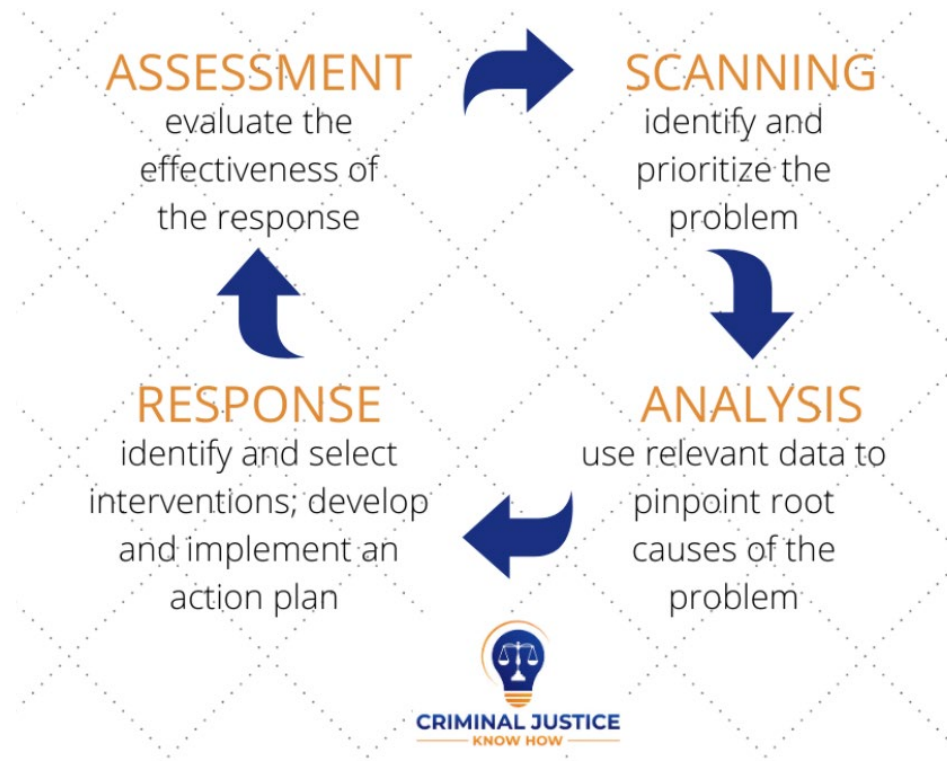 ASSESSMENT
evaluate the
effectiveness of
the response
SCANNING
identify and
prioritize the
problem
ANALYSIS
use relevant data to
pinpoint root
causes of the
problem
RESPONSE
identify and select
interventions; develop
and implement an
action plan
CRIMINAL JUSTICE
KNOW HOW